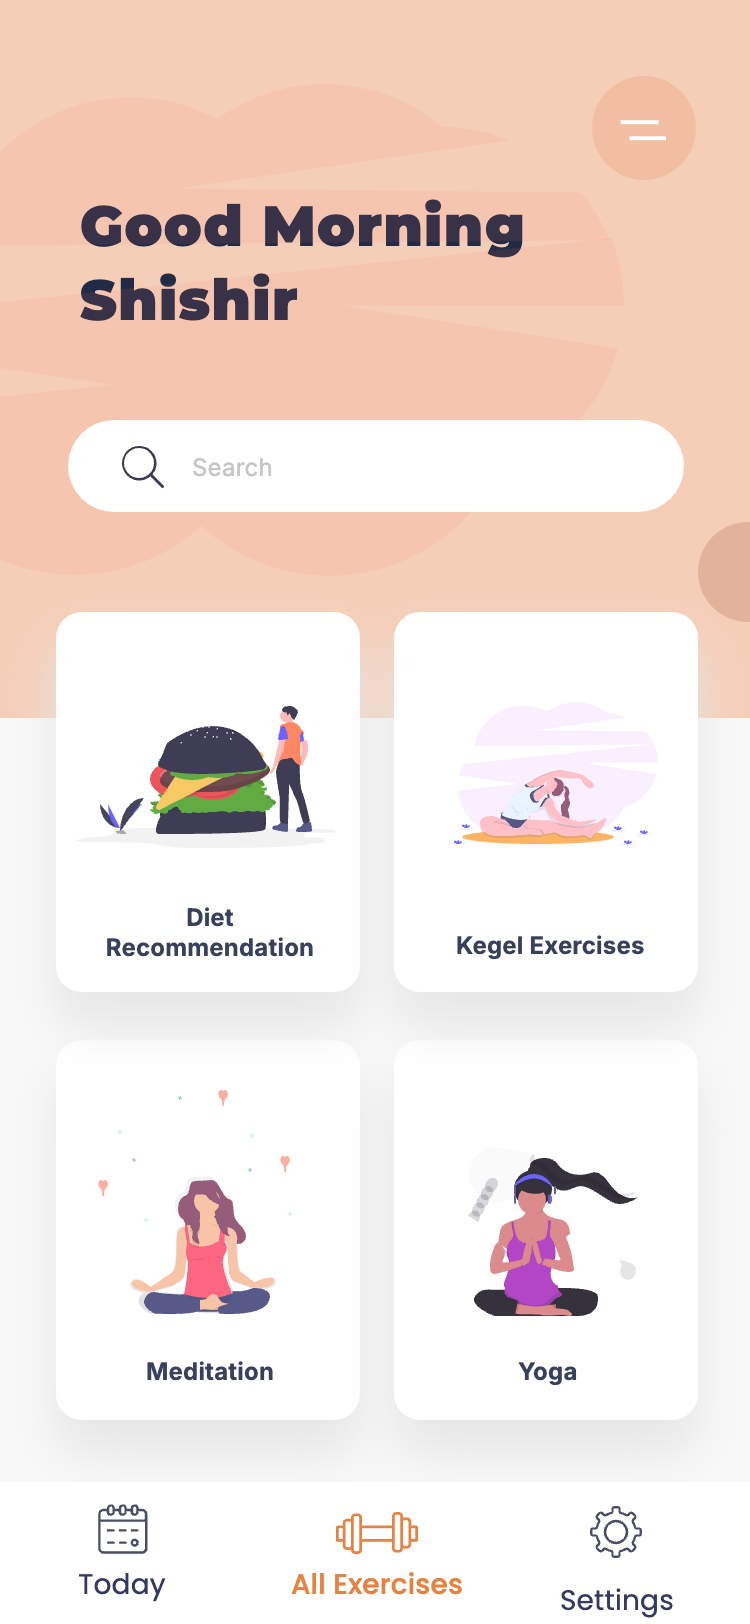 Good Morning
Shishir
Search
Diet
Recommendation
Kegel Exercises
Meditation
Yoga
Today
All Exercises
Settings